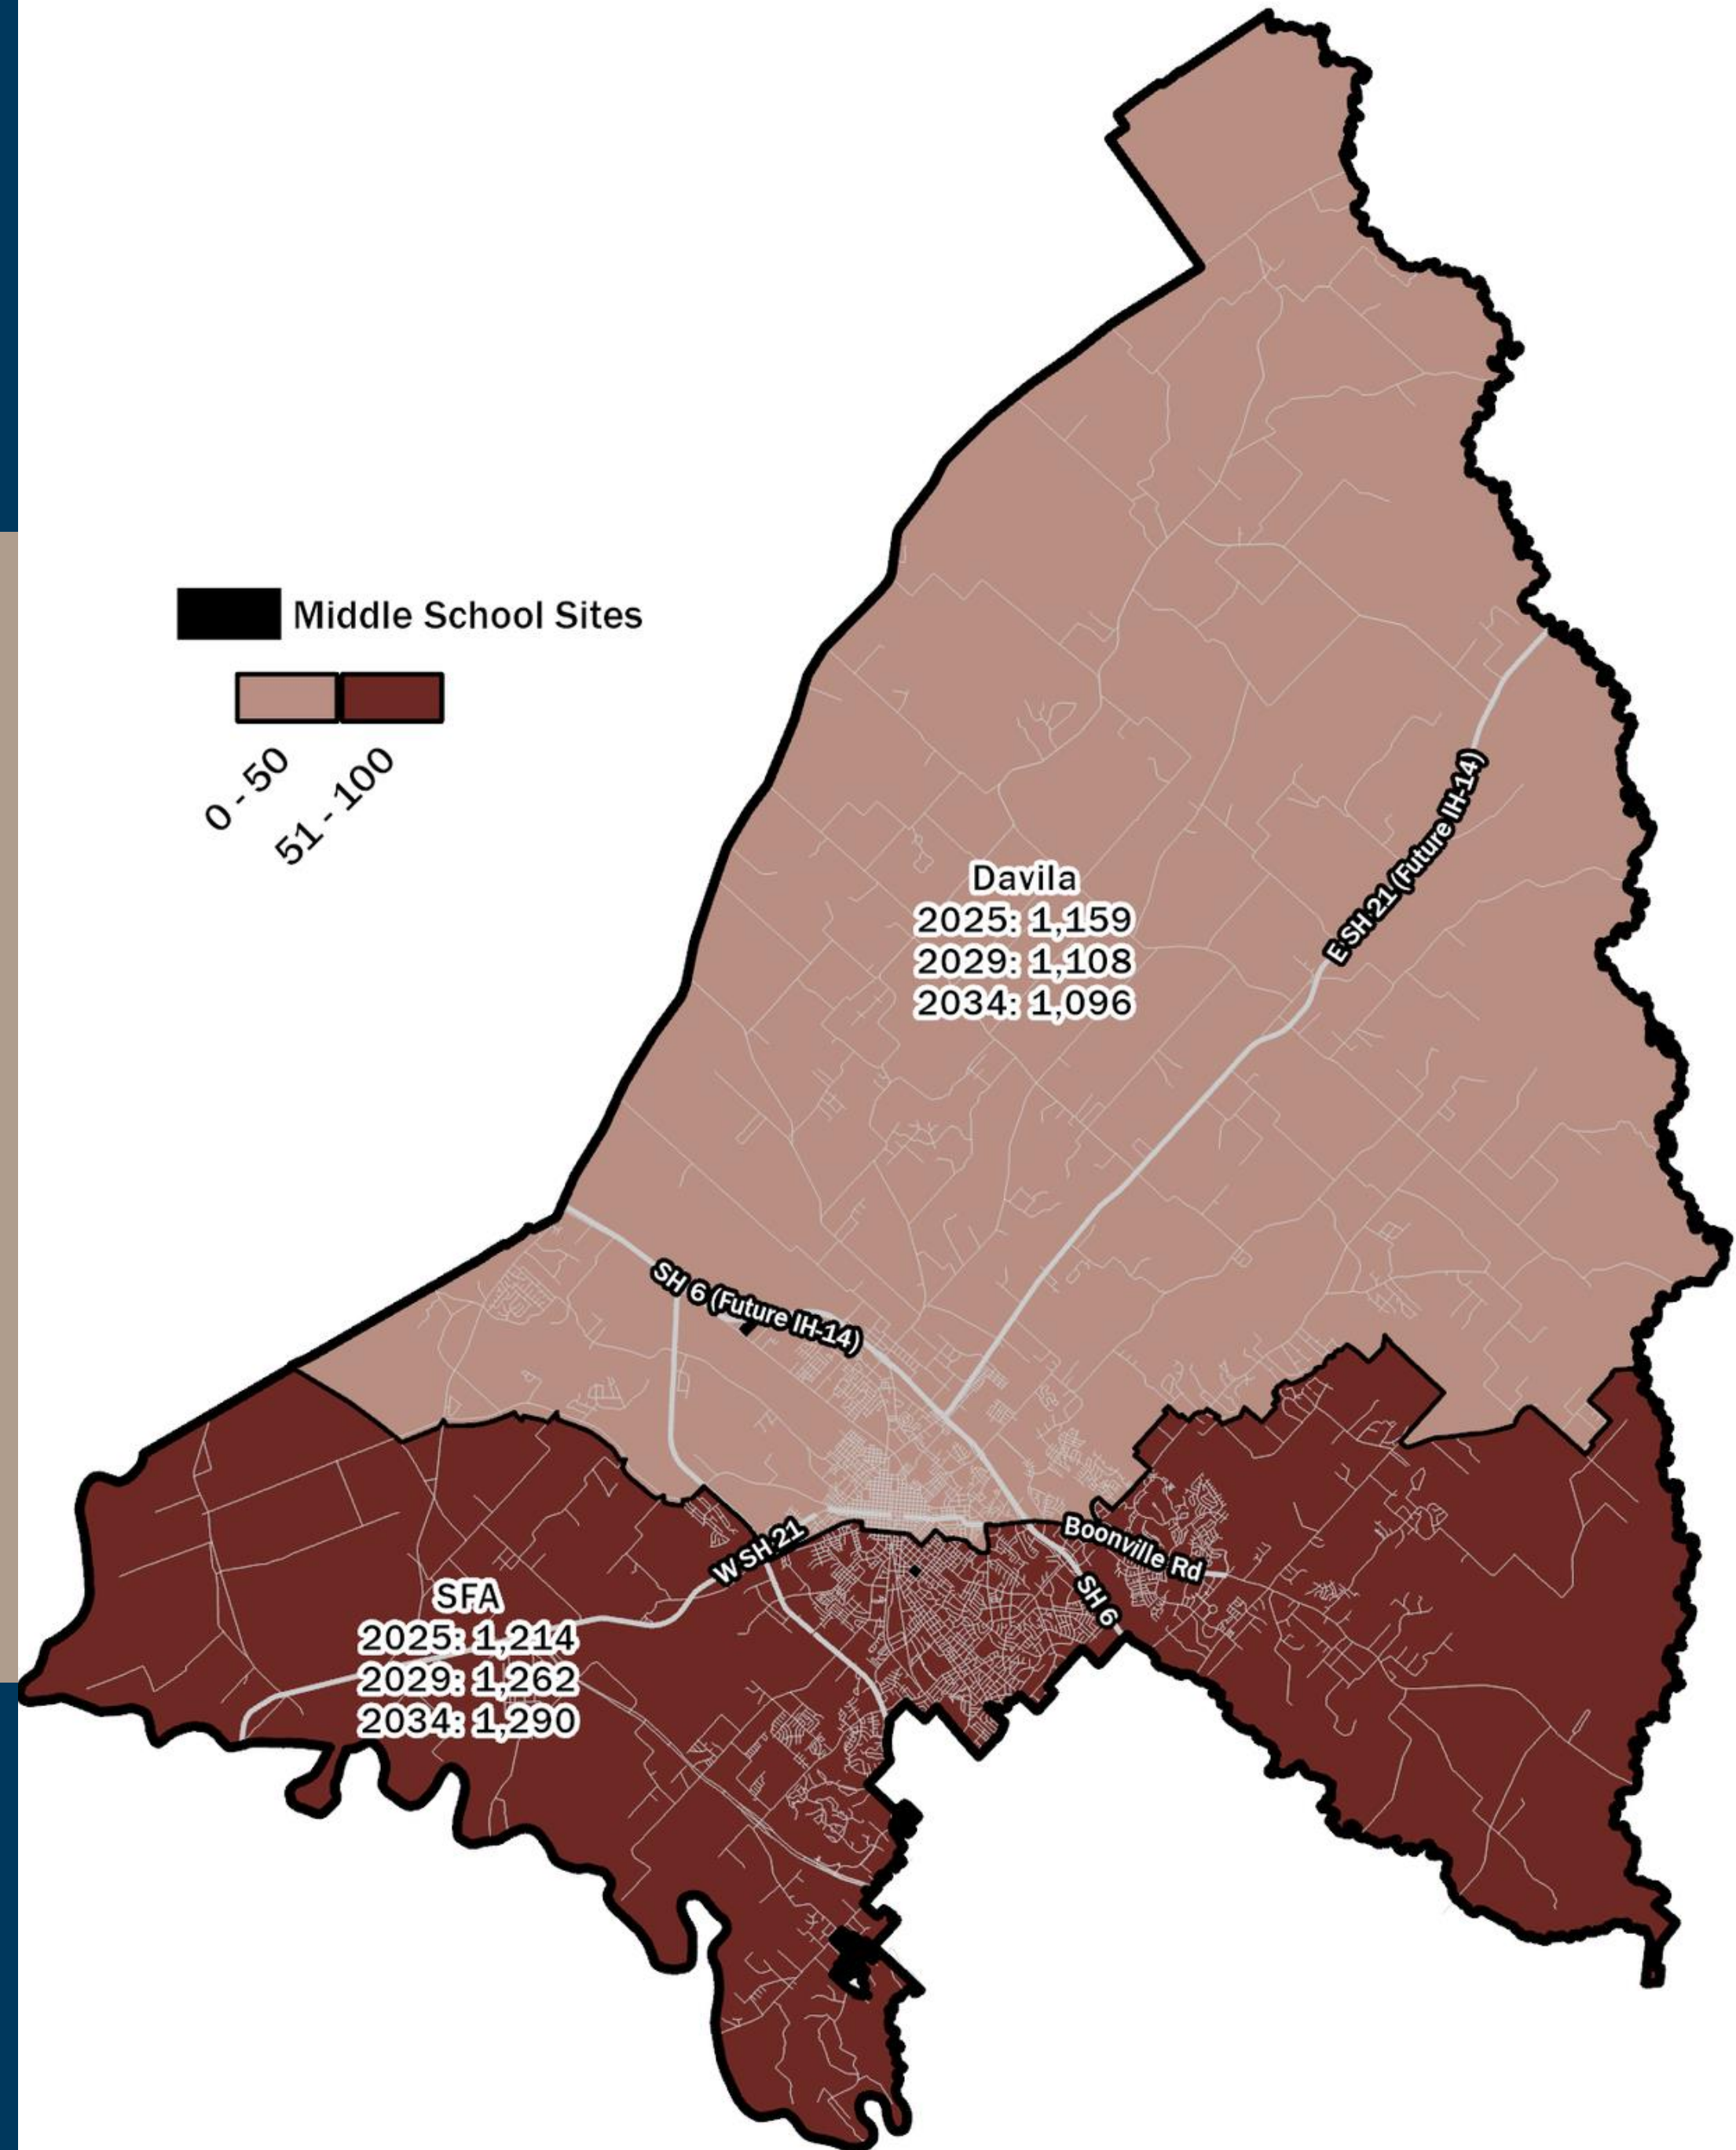 Middle School Sites
0 - 50
51 - 100
E SH 21 (Future IH-14)
Davila
2025: 1,159
2029: 1,108
2034: 1,096
SH 6 (Future IH-14)
W SH 21
Boonville Rd
SH 6
SFA
2025: 1,214
2029: 1,262
2034: 1,290